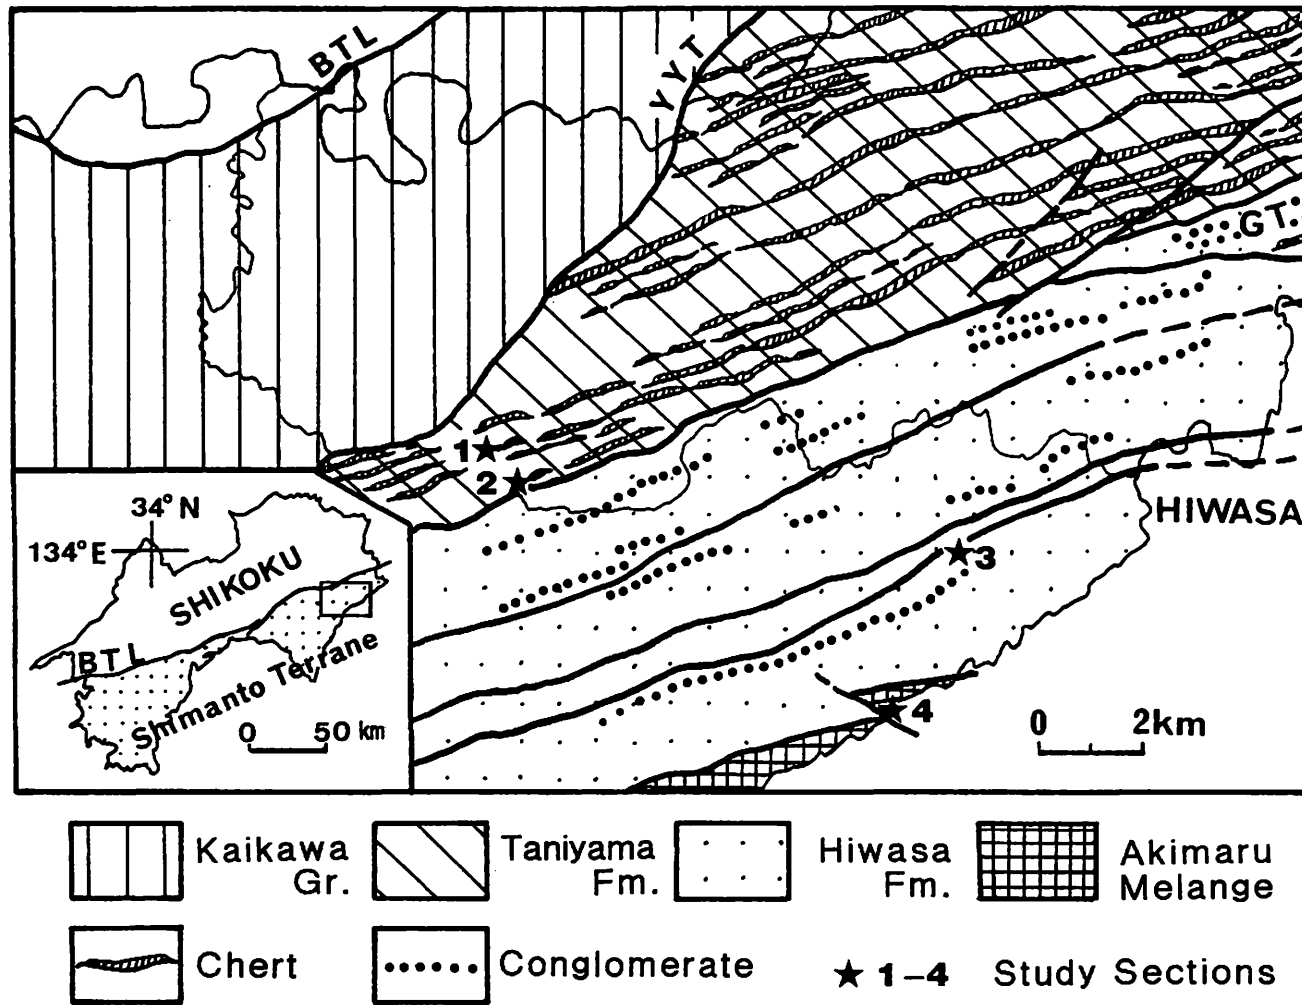 BTL
YYT
GT.
1
2
3
4
HIWASA
0 2km
34° N
134° E
SHIKOKU
BTL
Shimanto Terrane
0 50 km
Kaikawa Gr.
Taniyama Fm.
Hiwasa Fm.
Akimaru Melange
Chert
Conglomerate
1-4 Study Sections